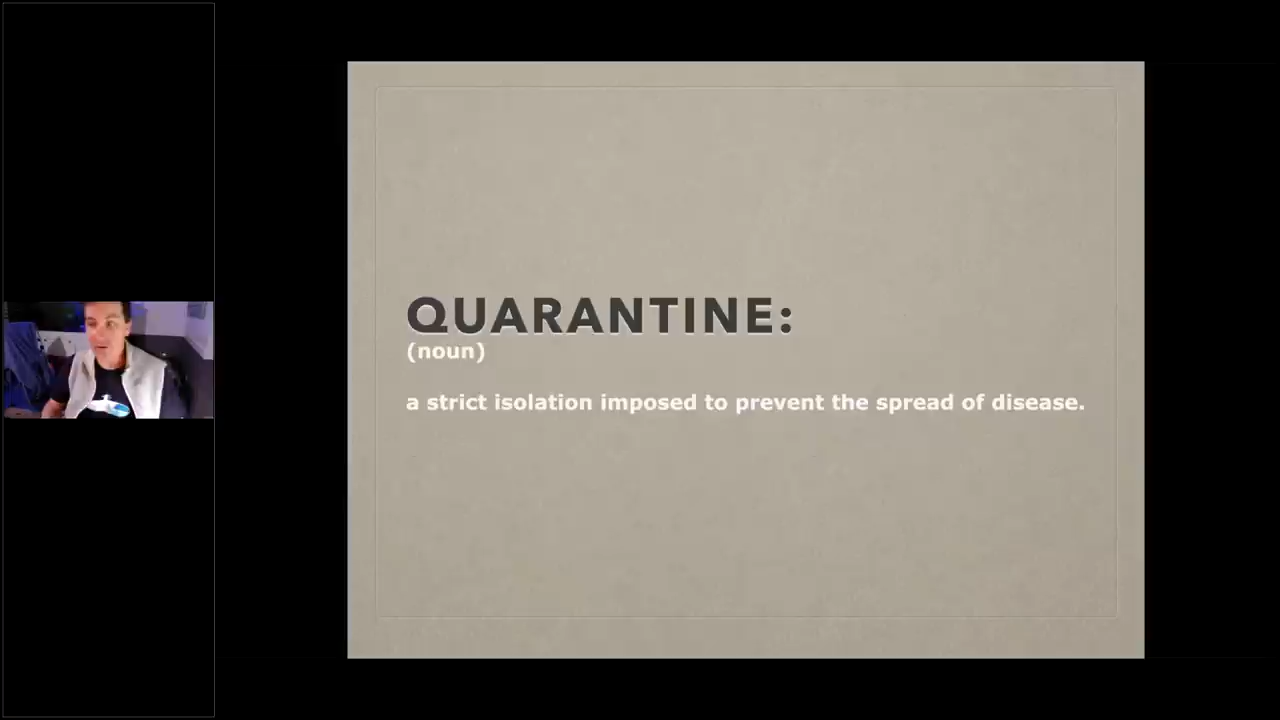 QUARANTINE:
(noun)
a strict isolation imposed to prevent the spread of disease.